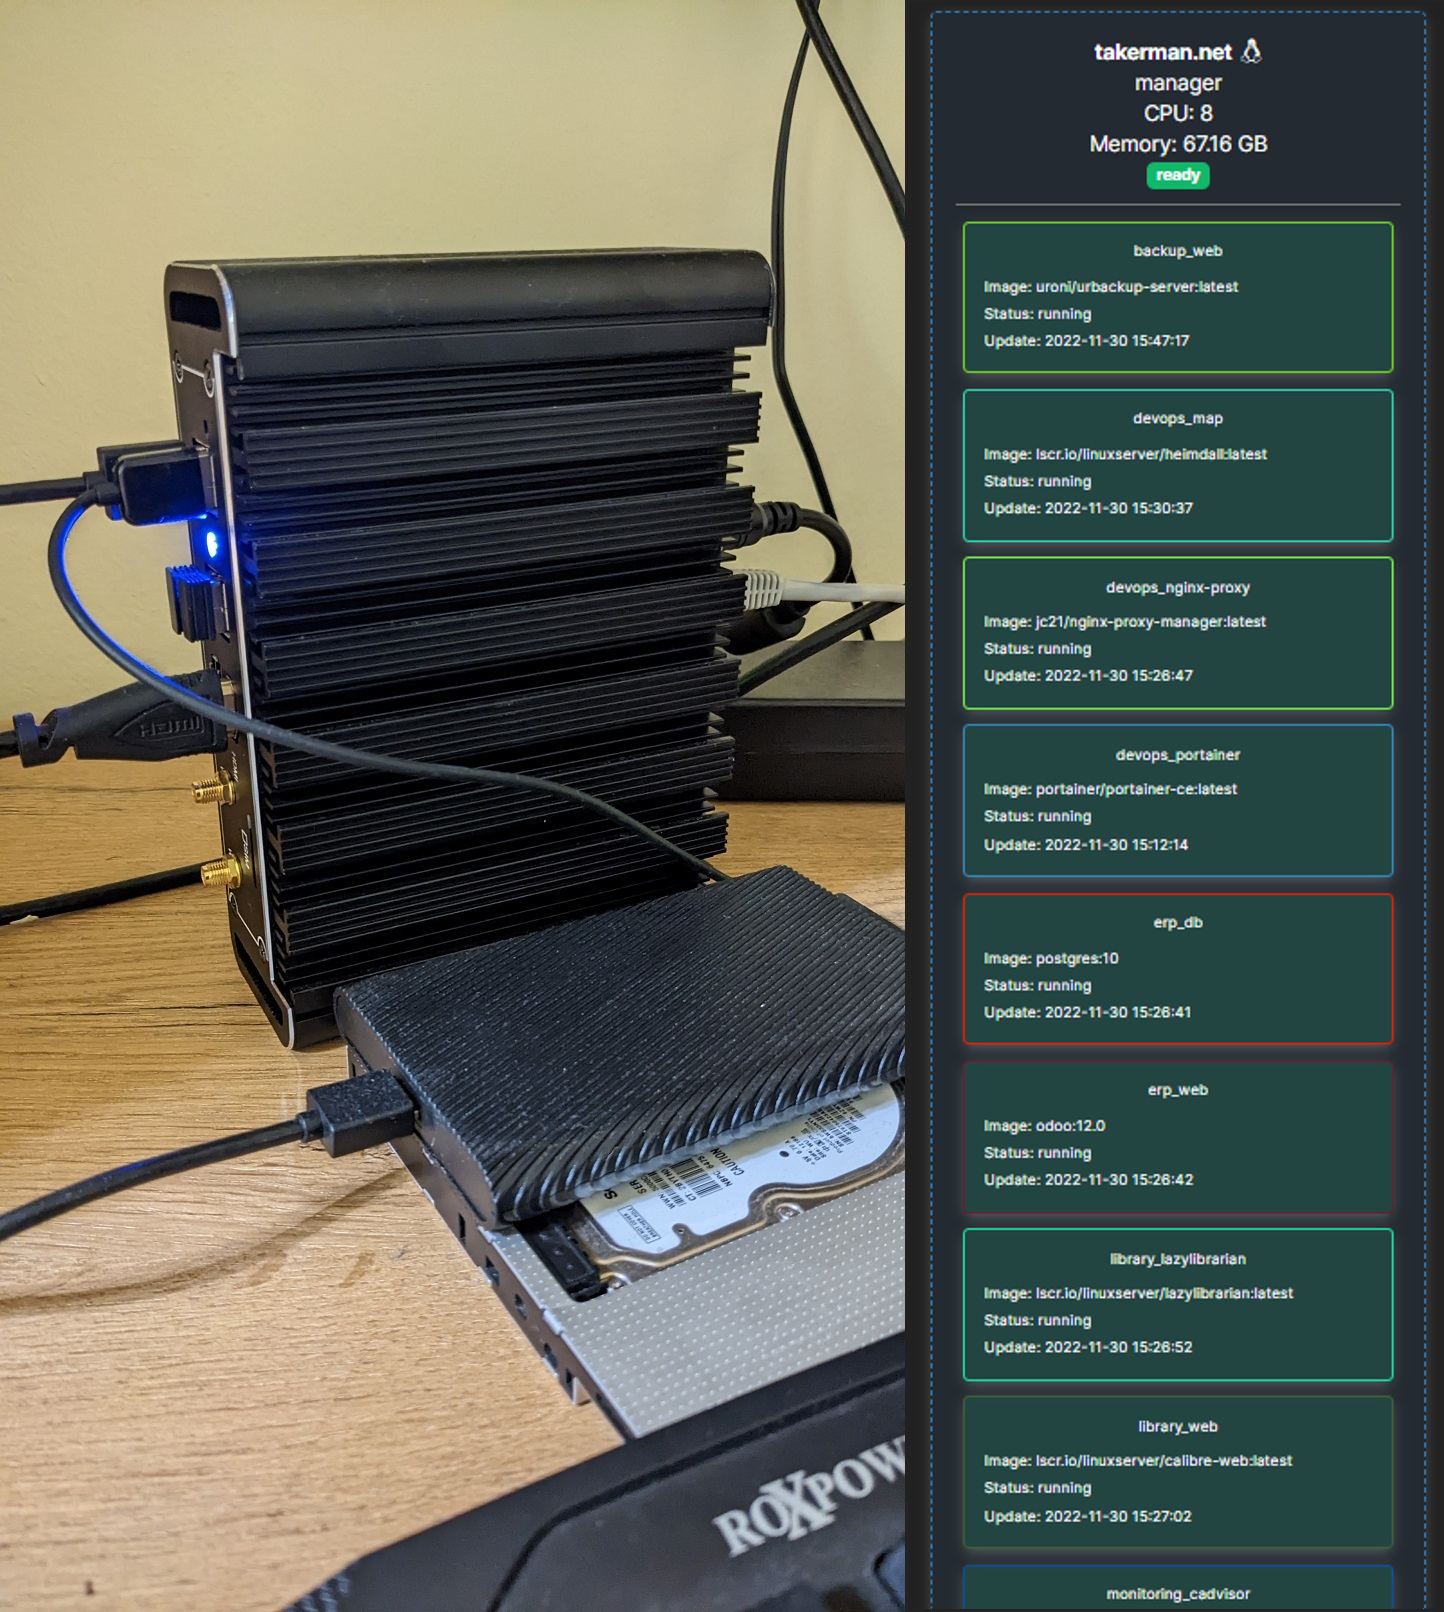 HDMI
HDMI
CAUTION
ROXPOW
takerman.net
manager
CPU: 8
Memory: 67.16 GB
ready
backup_web
Image: uroni/urbackup-server:latest
Status: running
Update: 2022-11-30 15:47:17
devops_map
Image: lscr.io/linuxserver/heimdall:latest
Status: running
Update: 2022-11-30 15:30:37
devops_nginx-proxy
Image: jc21/nginx-proxy-manager:latest
Status: running
Update: 2022-11-30 15:26:47
devops_portainer
Image: portainer/portainer-ce:latest
Status: running
Update: 2022-11-30 15:12:14
erp_db
Image: postgres:10
Status: running
Update: 2022-11-30 15:26:41
erp_web
Image: odoo:12.0
Status: running
Update: 2022-11-30 15:26:42
library_lazylibrarian
Image: lscr.io/linuxserver/lazylibrarian:latest
Status: running
Update: 2022-11-30 15:26:52
library_web
Image: lscr.io/linuxserver/calibre-web:latest
Status: running
Update: 2022-11-30 15:27:02
monitoring_cadvisor